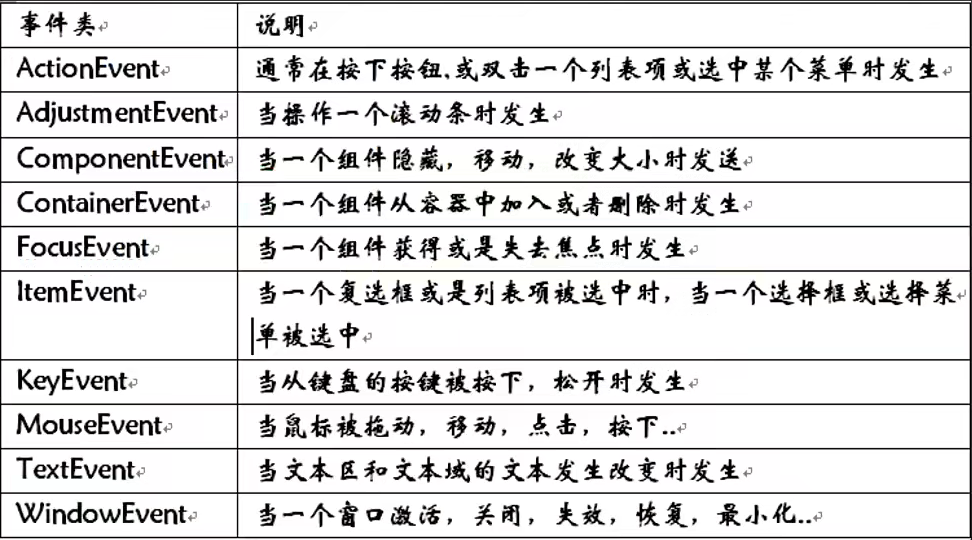 事件类 说明
ActionEvent 通常在按下按钮,或双击一个列表项或选中某个菜单时发生
AdjustmentEvent 当操作一个滚动条时发生
ComponentEvent 当一个组件隐藏，移动，改变大小时发送
ContainerEvent 当一个组件从容器中加入或者删除时发生
FocusEvent 当一个组件获得或是失去焦点时发生
ItemEvent 当一个复选框或是列表项被选中时，当一个选择框或选择菜
单被选中
KeyEvent 当从键盘的按键被按下，松开时发生
MouseEvent 当鼠标被拖动，移动，点击，按下..
TextEvent 当文本区和文本域的文本发生改变时发生
WindowEvent 当一个窗口激活，关闭，失效，恢复，最小化..